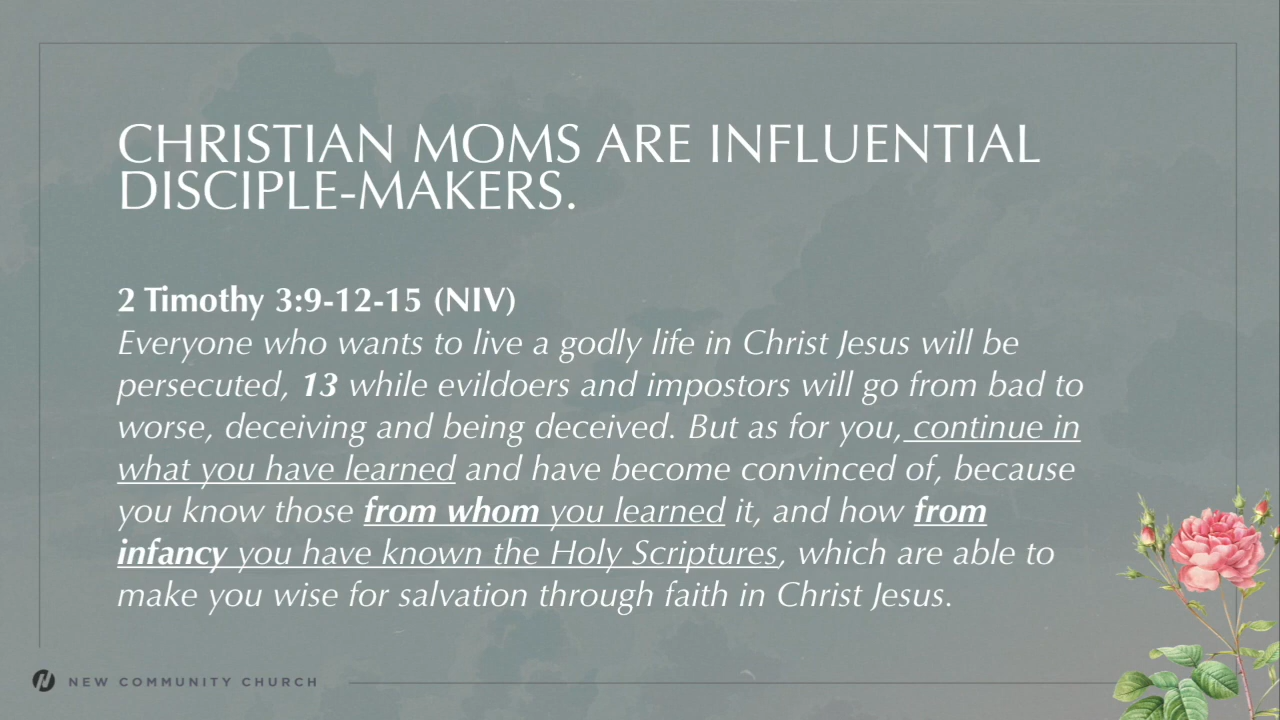 CHRISTIAN MOMS ARE INFLUENTIAL
DISCIPLE-MAKERS.
2 Timothy 3:9-12-15 (NIV)
Everyone who wants to live a godly life in Christ Jesus will be
persecuted, 13 while evildoers and impostors will go from bad to
worse, deceiving and being deceived. But as for you, continue in
what you have learned and have become convinced of, because
you know those from whom you learned it, and how from
infancy you have known the Holy Scriptures, which are able to
make you wise for salvation through faith in Christ Jesus.
NEW COMMUNITY CHURCH